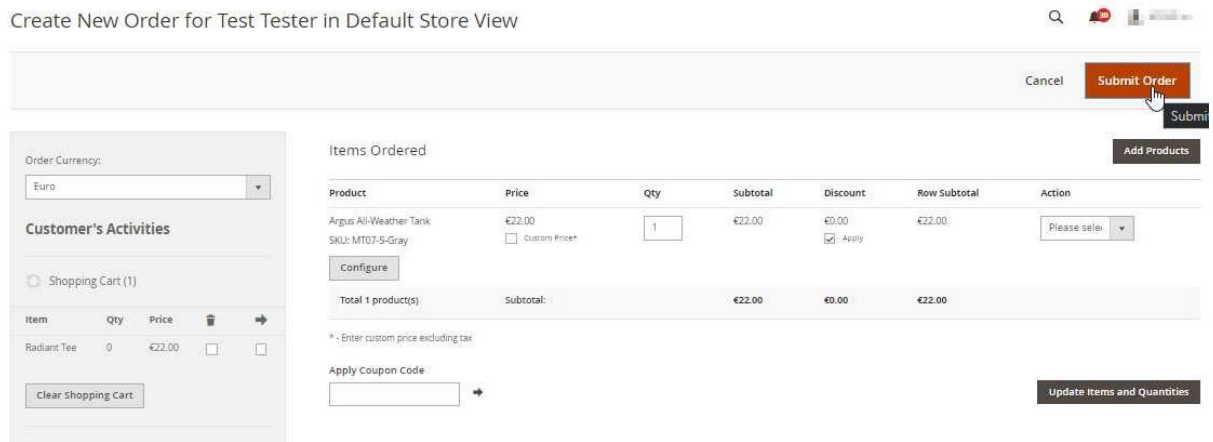 Create New Order for Test Tester in Default Store View
30
Cancel
Submit Order
Submit
Order Currency:
Euro
Customer's Activities
Shopping Cart (1)
Item Qty Price
Radiant Tee 0 €22.00
Clear Shopping Cart
Items Ordered
Add Products
Product Price Qty Subtotal Discount Row Subtotal Action
Argus All-Weather Tank €22.00 1 €22.00 €0.00 €22.00 Please selec
SKU: MT07-S-Gray Custom Price* Apply
Configure
Total 1 product(s) Subtotal: €22.00 €0.00 €22.00
* - Enter custom price excluding tax
Apply Coupon Code
Update Items and Quantities